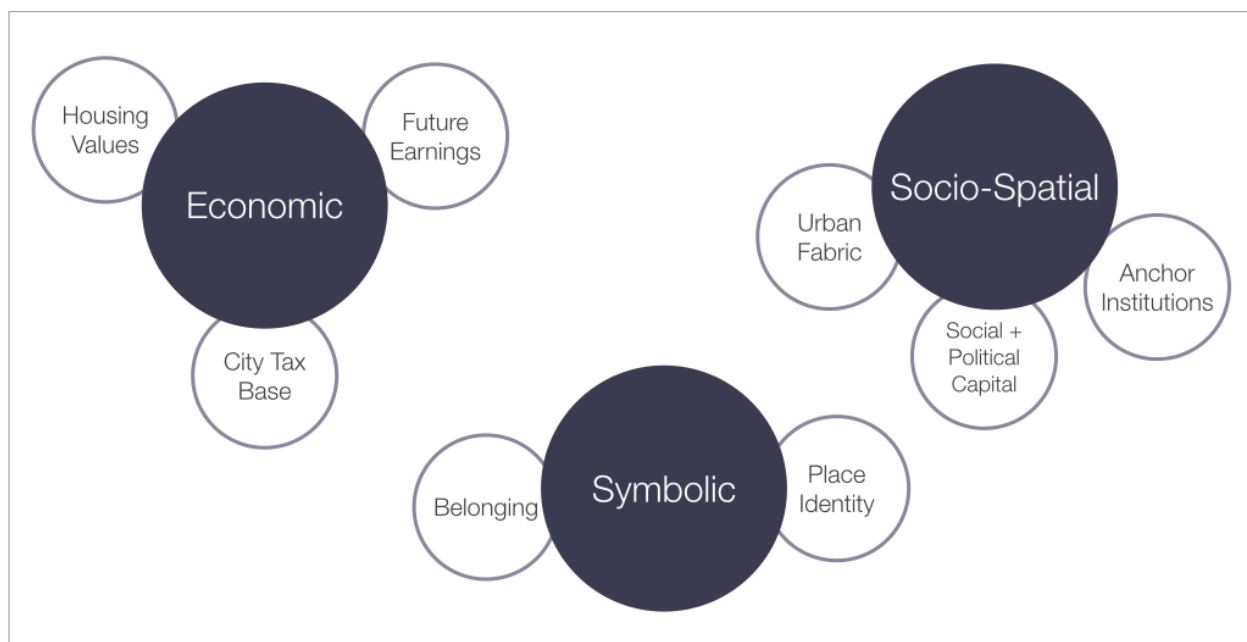 Housing
Values
Economic
Future
Earnings
City Tax
Base
Socio-Spatial
Urban
Fabric
Anchor
Institutions
Social +
Political
Capital
Symbolic
Belonging
Place
Identity